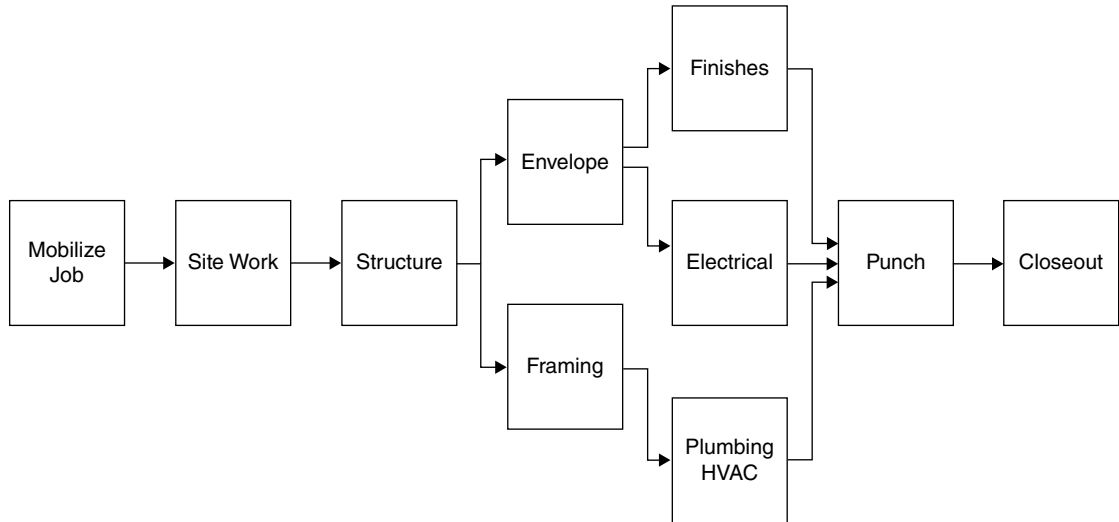 Mobilize
Job
Site Work
Structure
Envelope
Framing
Finishes
Electrical
Plumbing
HVAC
Punch
Closeout